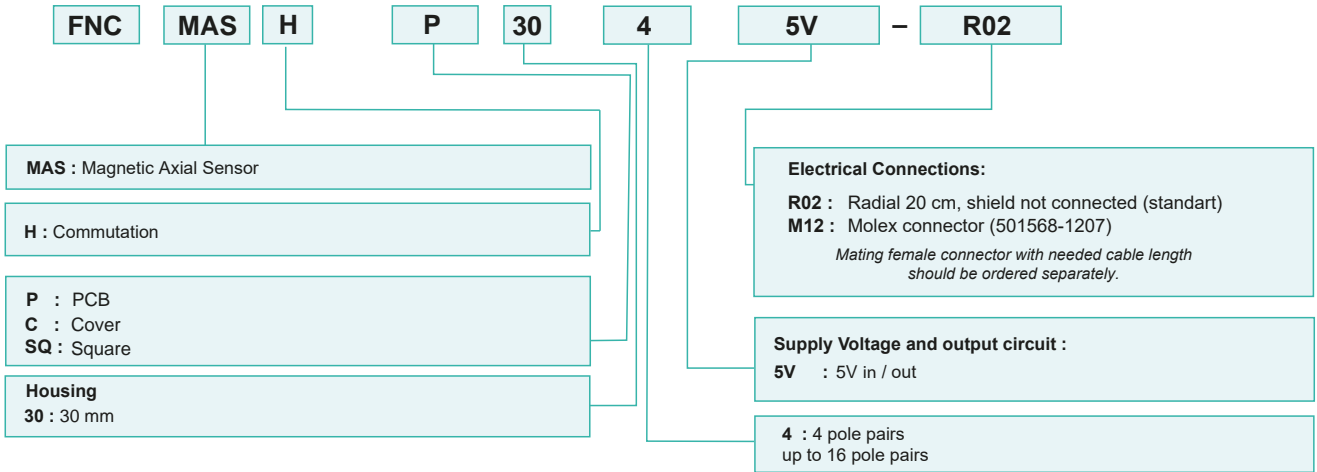 FNC MAS H P 30 4 5V – R02
MAS : Magnetic Axial Sensor
H : Commutation
P : PCB
C : Cover
SQ : Square
Housing
30 : 30 mm
Electrical Connections:
R02 : Radial 20 cm, shield not connected (standart)
M12 : Molex connector (501568-1207)
Mating female connector with needed cable length
should be ordered separately.
Supply Voltage and output circuit :
5V : 5V in / out
4 : 4 pole pairs
up to 16 pole pairs